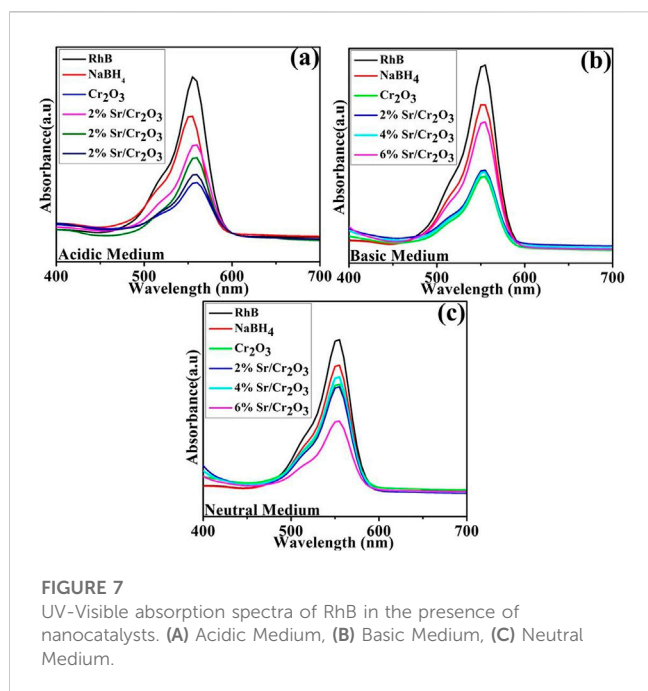 (a)
RhB
NaBH₄
Cr₂O₃
2% Sr/Cr₂O₃
2% Sr/Cr₂O₃
2% Sr/Cr₂O₃
Absorbance(a.u)
Acidic Medium
400 500 600 700
Wavelength (nm)
(b)
RhB
NaBH₄
Cr₂O₃
2% Sr/Cr₂O₃
4% Sr/Cr₂O₃
6% Sr/Cr₂O₃
Absorbance(a.u)
Basic Medium
400 500 600 700
Wavelength (nm)
(c)
RhB
NaBH₄
Cr₂O₃
2% Sr/Cr₂O₃
4% Sr/Cr₂O₃
6% Sr/Cr₂O₃
Absorbance(a.u)
Neutral Medium
400 500 600 700
Wavelength (nm)
FIGURE 7
UV-Visible absorption spectra of RhB in the presence of
nanocatalysts. (A) Acidic Medium, (B) Basic Medium, (C) Neutral
Medium.